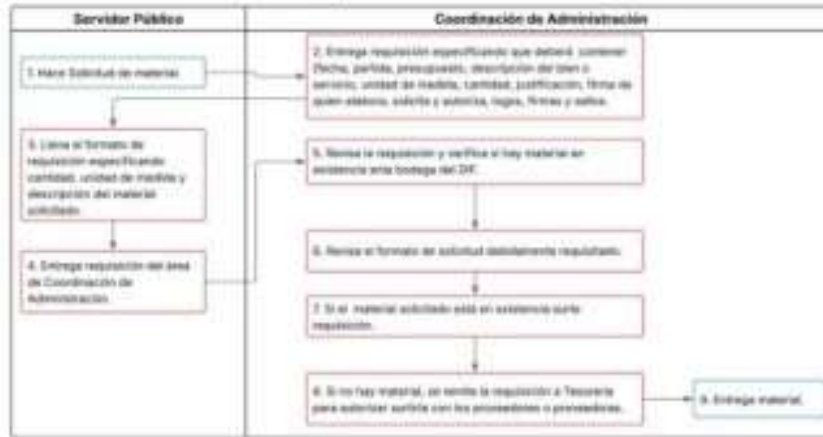 Servidor Público
Coordinación de Administración
1. Hace Solicitud de material
2. Entrega requisición especificando que deberá contener
(fecha, partida, presupuesto, descripción del bien o
servicio, unidad de medida, cantidad, justificación, firma de
quien elabora, solicita y autoriza, logos, firmas y sellos.
3. Llena el formato de
requisición especificando
cantidad, unidad de medida y
descripción del material
solicitado.
4. Entrega requisición del área
de Coordinación de
Administración
5. Revisa la requisición y verifica si hay material en
existencia en la bodega del DIF.
6. Revisa el formato de solicitud debidamente requisitado.
7. Si el material solicitado está en existencia surte
requisición.
8. Si no hay material, se remite la requisición a Tesorería
para autorizar surtirla con los proveedores o proveedoras.
9. Entrega material.